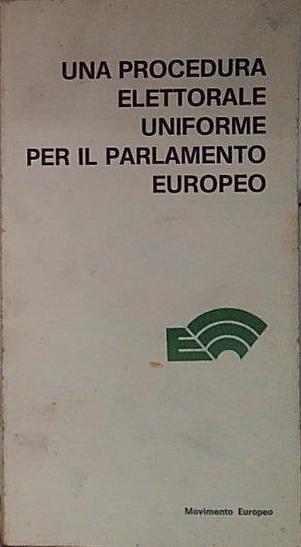 UNA PROCEDURA
ELETTORALE
UNIFORME
PER IL PARLAMENTO
EUROPEO
E
Movimento Europeo